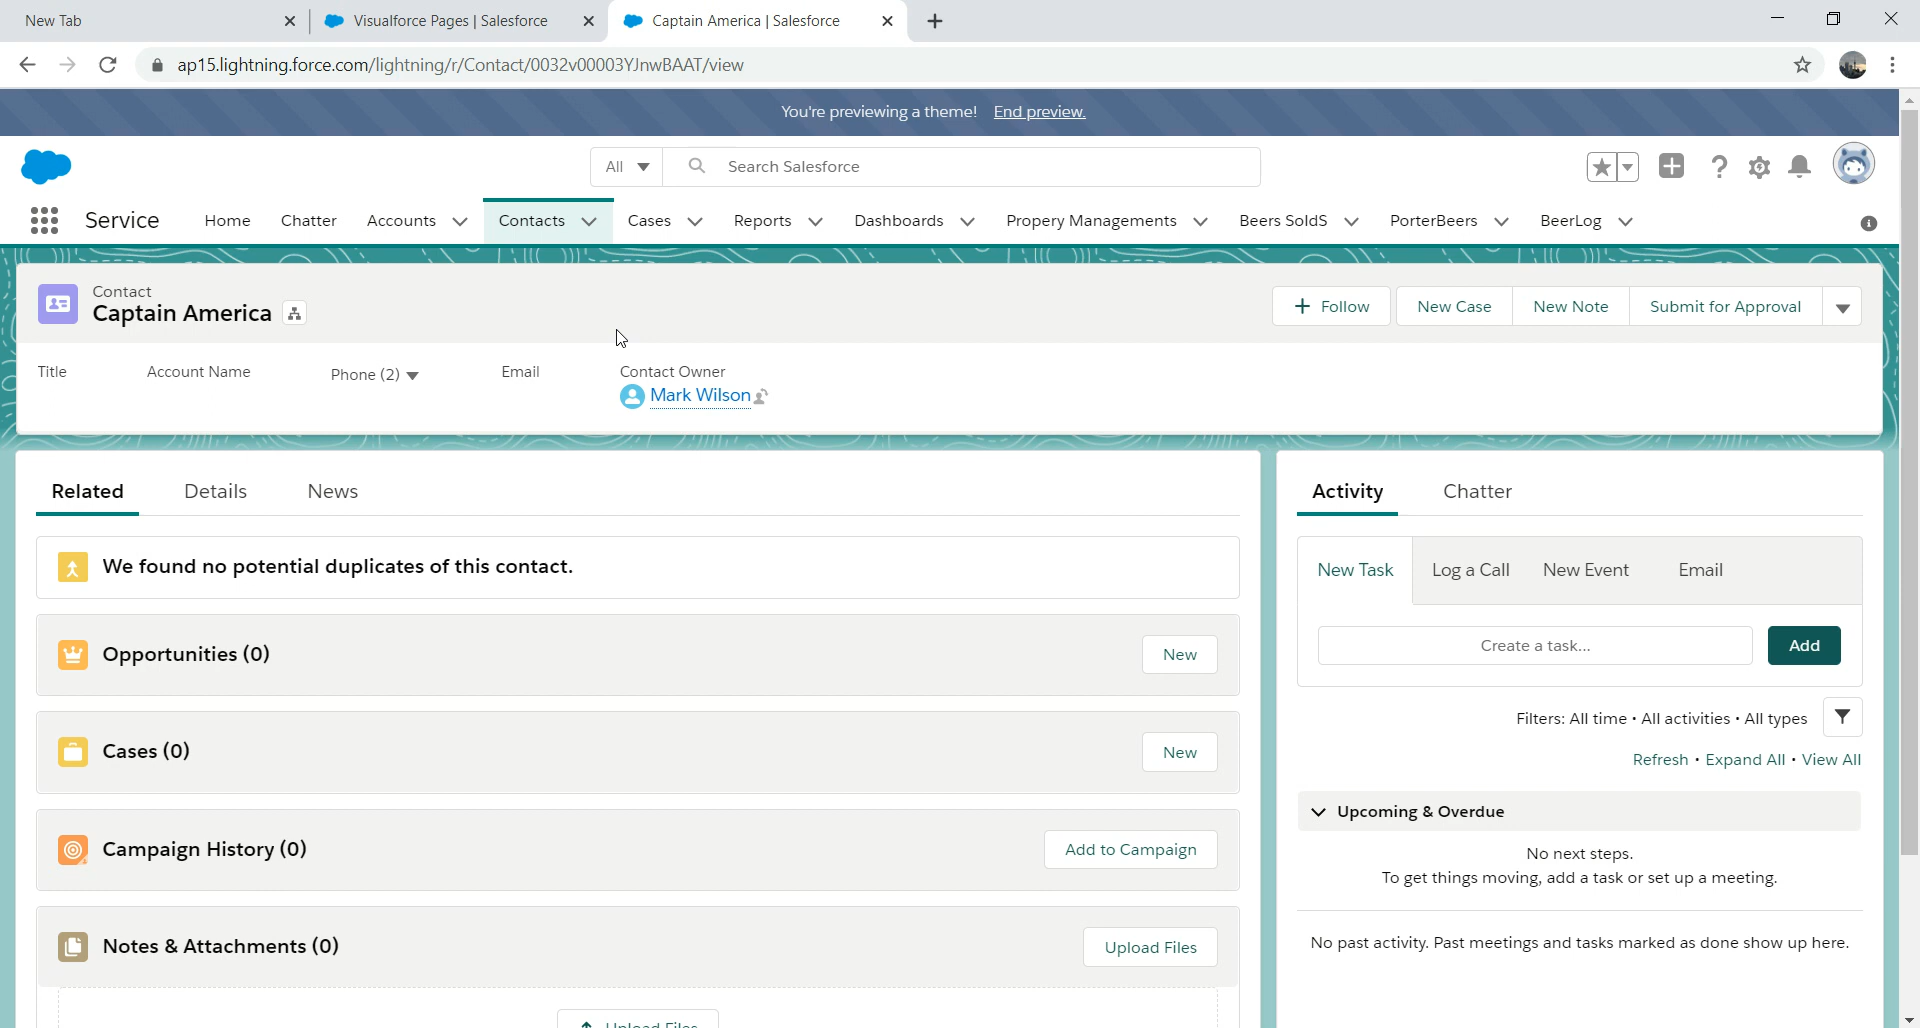 New Tab
Visualforce Pages | Salesforce
Captain America | Salesforce
ap15.lightning.force.com/lightning/r/Contact/0032v00003YJnwBAAT/view
You're previewing a theme! End preview.
All
Search Salesforce
Service
Home
Chatter
Accounts
Contacts
Cases
Reports
Dashboards
Propery Managements
Beers SoldS
PorterBeers
BeerLog
Contact
Captain America
Follow
New Case
New Note
Submit for Approval
Title
Account Name
Phone (2)
Email
Contact Owner
Mark Wilson
Related
Details
News
We found no potential duplicates of this contact.
Opportunities (0)
New
Cases (0)
New
Campaign History (0)
Add to Campaign
Notes & Attachments (0)
Upload Files
Upload Files
Activity
Chatter
New Task
Log a Call
New Event
Email
Create a task...
Add
Filters: All time • All activities • All types
Refresh • Expand All • View All
Upcoming & Overdue
No next steps.
To get things moving, add a task or set up a meeting.
No past activity. Past meetings and tasks marked as done show up here.